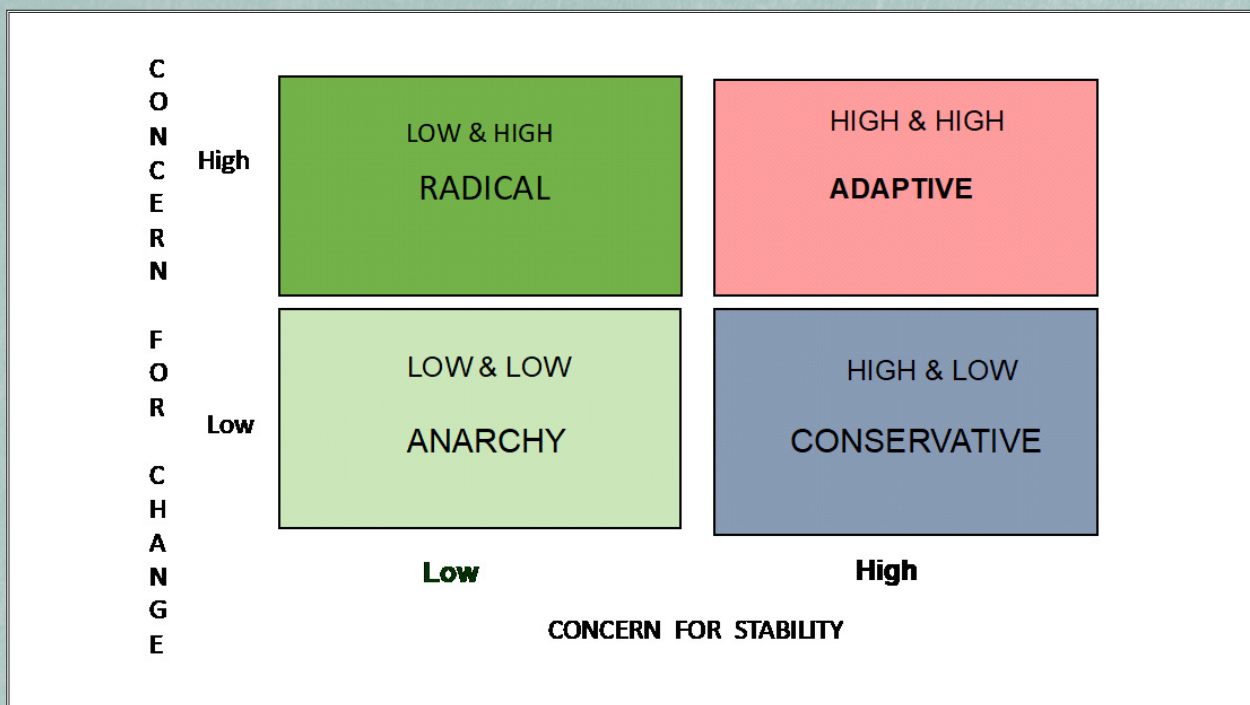 CONCERN FOR CHANGE
High
LOW & HIGH
RADICAL
HIGH & HIGH
ADAPTIVE
Low
LOW & LOW
ANARCHY
HIGH & LOW
CONSERVATIVE
Low
High
CONCERN FOR STABILITY